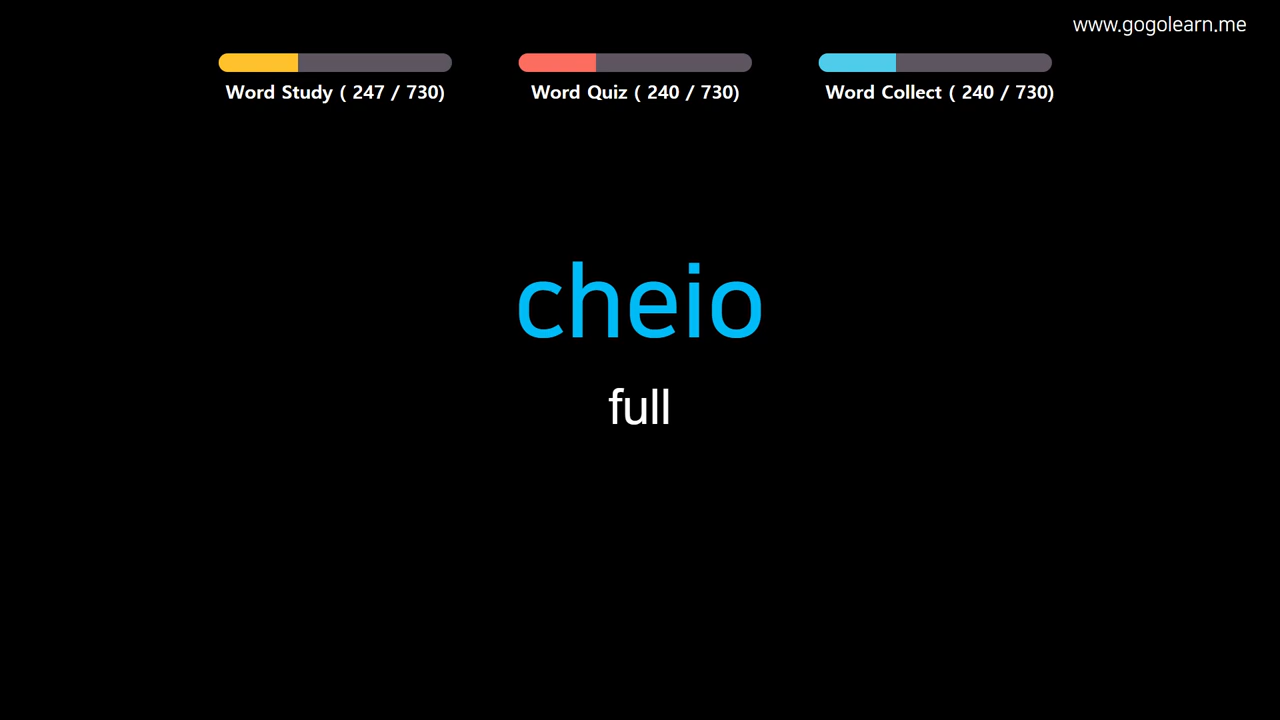 www.gogolearn.me
Word Study ( 247 / 730)
Word Quiz ( 240 / 730)
Word Collect ( 240 / 730)
cheio
full